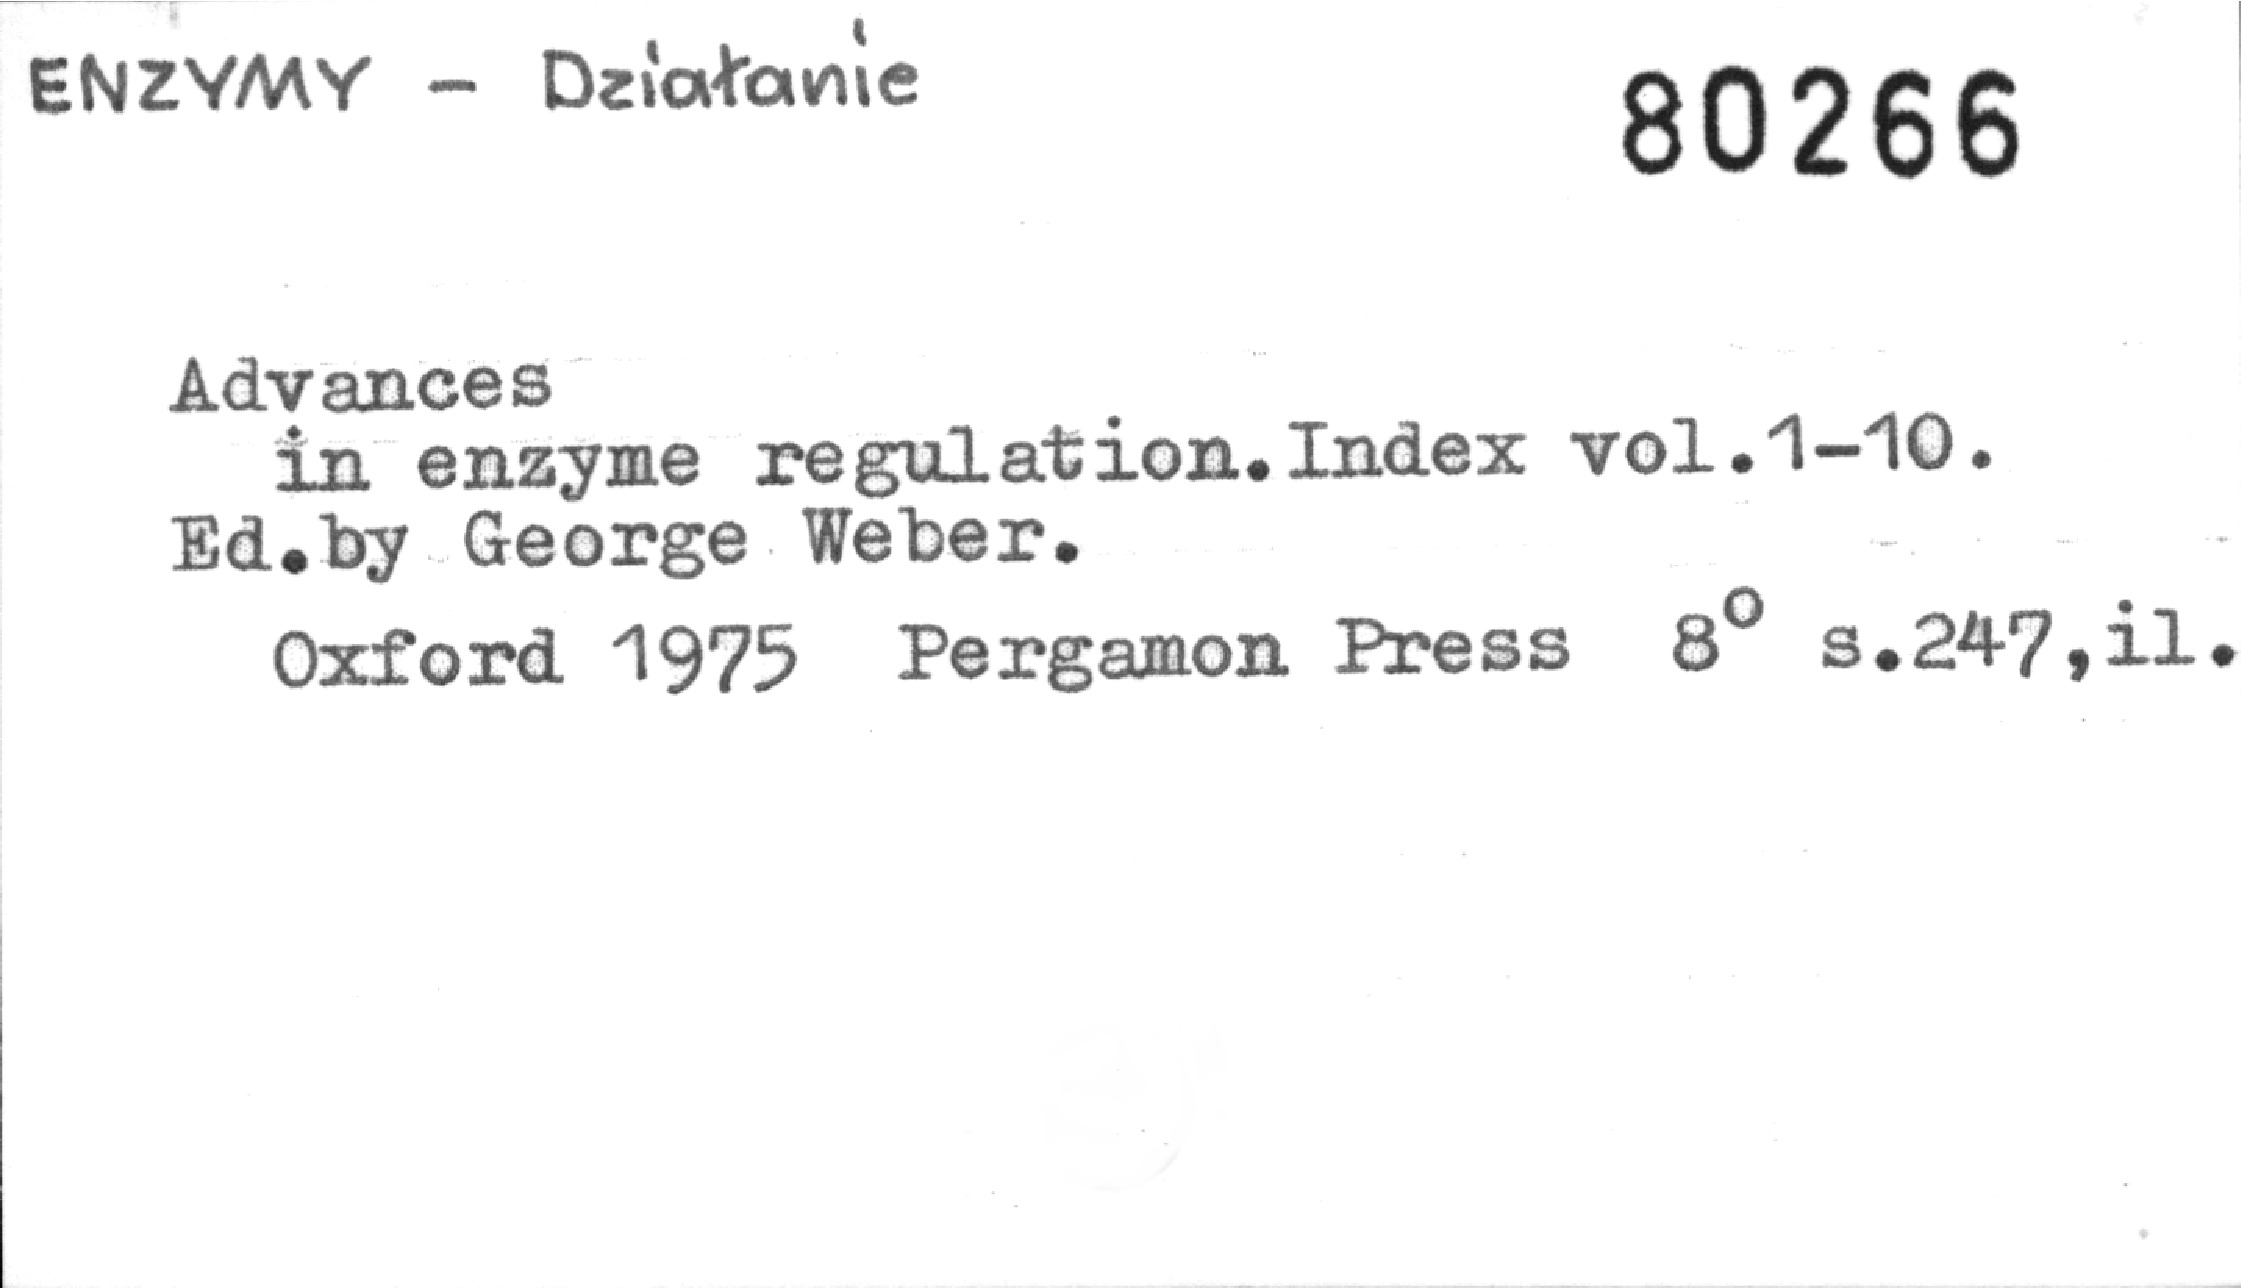 ENZYMY - Działanie
80266
Advances
in enzyme regulation.Index vol.1-10.
Ed.by George Weber.
Oxford 1975 Pergamon Press 8° s.247,il.